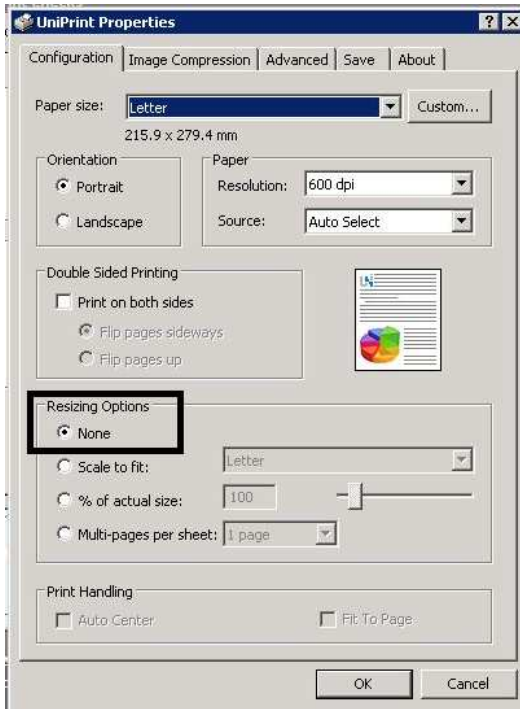 UniPrint Properties
Configuration Image Compression Advanced Save About
Paper size: Letter Custom...
215.9 x 279.4 mm
Orientation
Portrait
Landscape
Paper
Resolution: 600 dpi
Source: Auto Select
Double Sided Printing
Print on both sides
Flip pages sideways
Flip pages up
Resizing Options
None
Scale to fit: Letter
% of actual size: 100
Multi-pages per sheet: 1 page
Print Handling
Auto Center Fit To Page
OK Cancel